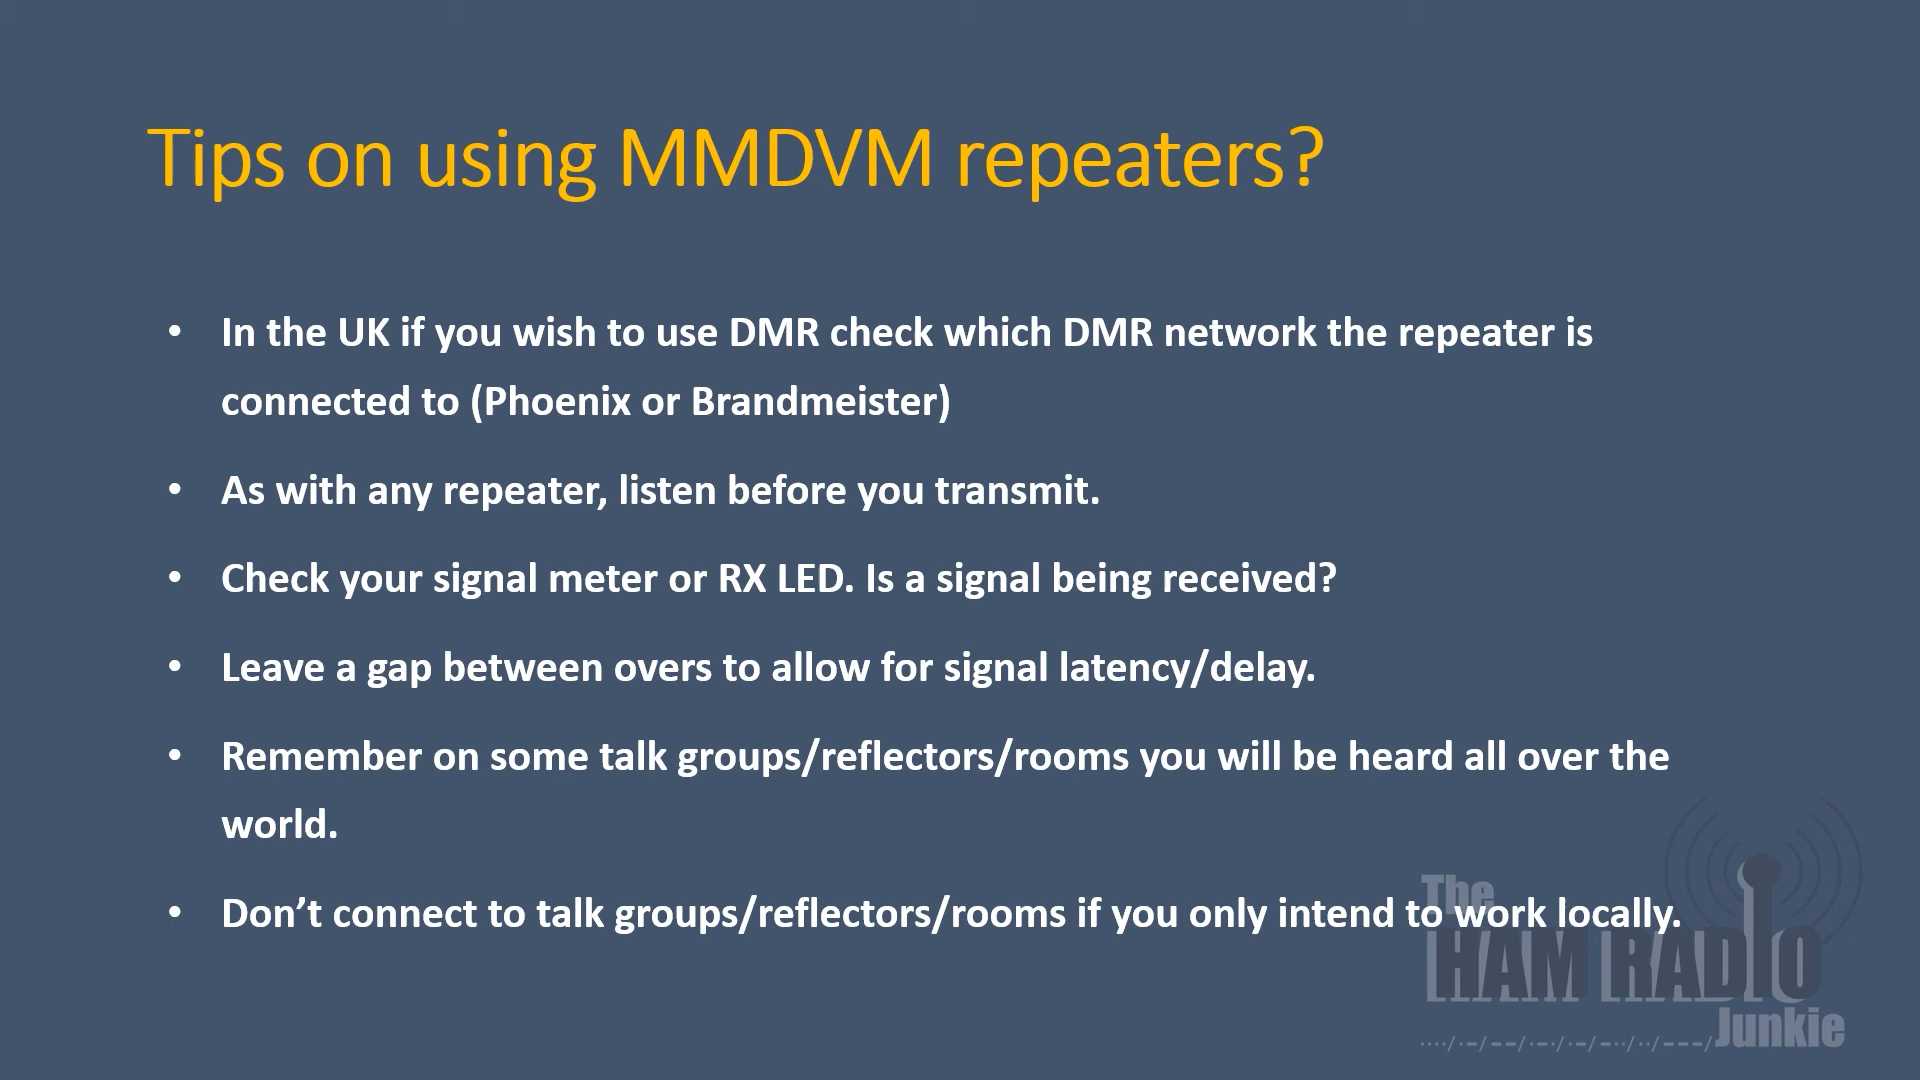 Tips on using MMDVM repeaters?
• In the UK if you wish to use DMR check which DMR network the repeater is
connected to (Phoenix or Brandmeister)
• As with any repeater, listen before you transmit.
• Check your signal meter or RX LED. Is a signal being received?
• Leave a gap between overs to allow for signal latency/delay.
• Remember on some talk groups/reflectors/rooms you will be heard all over the
world.
• Don’t connect to talk groups/reflectors/rooms if you only intend to work locally.
The
HAM RADIO
Junkie
····/·−/−−/·−·/·−/−··/··/−−−/